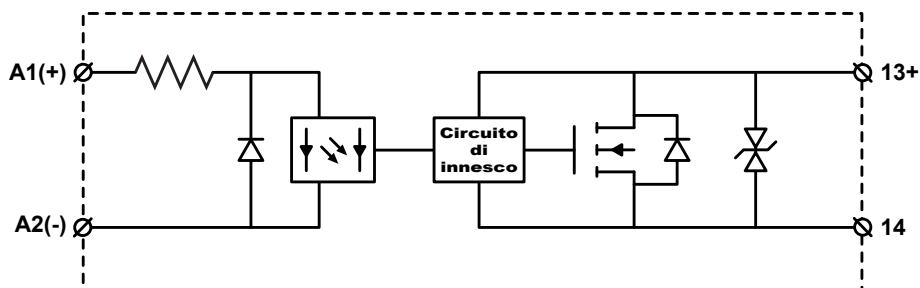 A1(+)
13+
Circuito
di
innesco
A2(-)
14